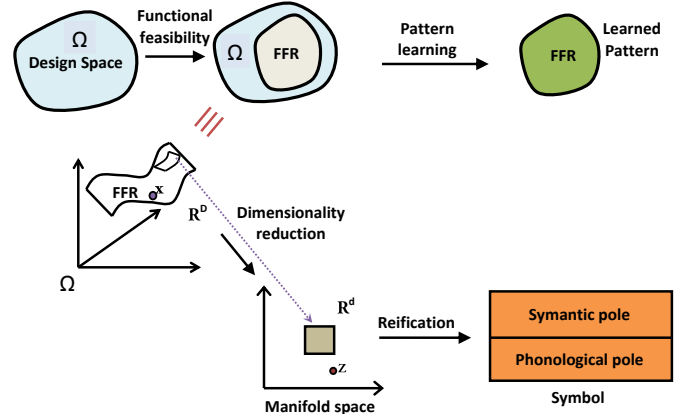 Functional
feasibility
Ω
Design Space
Ω
FFR
Pattern
learning
Learned
Pattern
FFR
FFR
x
R^D
Dimensionality
reduction
Ω
R^d
z
Manifold space
Reification
Symantic pole
Phonological pole
Symbol